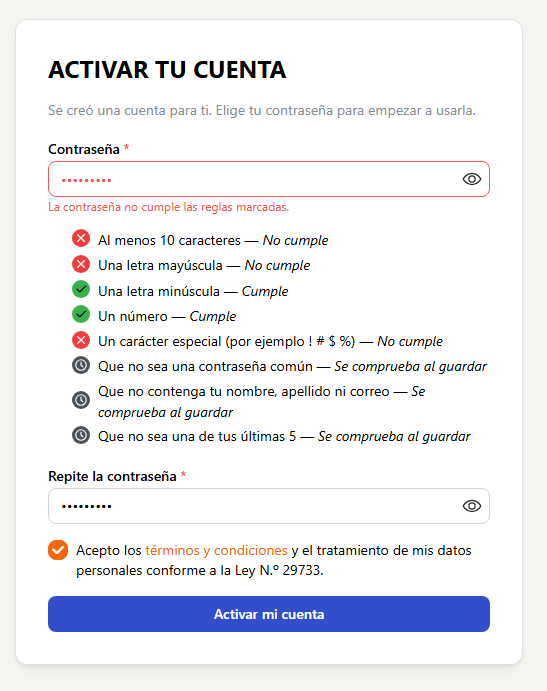 ACTIVAR TU CUENTA
Se creó una cuenta para ti. Elige tu contraseña para empezar a usarla.
Contraseña *
•••••••••
La contraseña no cumple las reglas marcadas.
Al menos 10 caracteres — No cumple
Una letra mayúscula — No cumple
Una letra minúscula — Cumple
Un número — Cumple
Un carácter especial (por ejemplo ! # $ %) — No cumple
Que no sea una contraseña común — Se comprueba al guardar
Que no contenga tu nombre, apellido ni correo — Se
comprueba al guardar
Que no sea una de tus últimas 5 — Se comprueba al guardar
Repite la contraseña *
•••••••••
Acepto los términos y condiciones y el tratamiento de mis datos
personales conforme a la Ley N.º 29733.
Activar mi cuenta